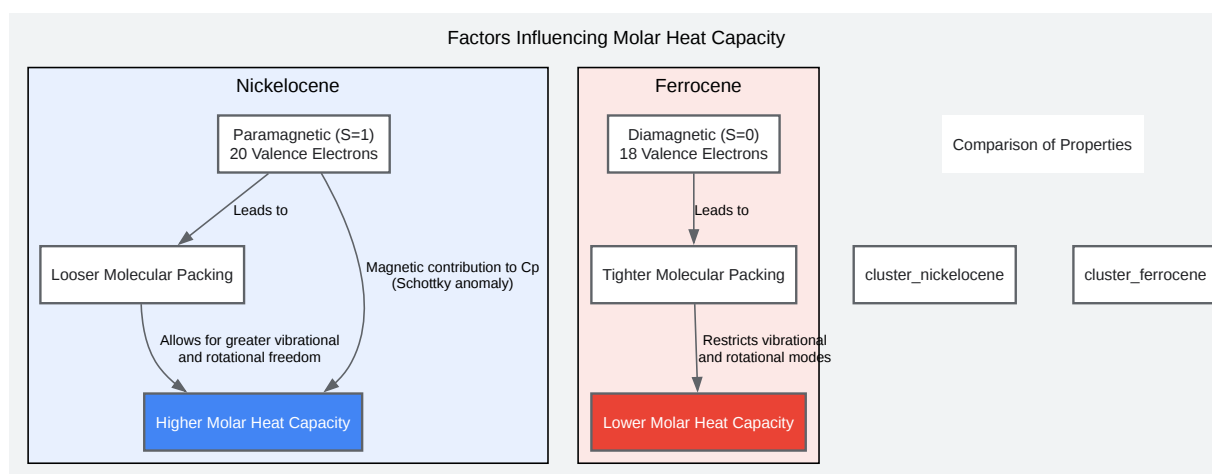 Factors Influencing Molar Heat Capacity
Nickelocene
Paramagnetic (S=1)
20 Valence Electrons
Leads to
Looser Molecular Packing
Magnetic contribution to Cp
(Schottky anomaly)
Allows for greater vibrational
and rotational freedom
Higher Molar Heat Capacity
Ferrocene
Diamagnetic (S=0)
18 Valence Electrons
Leads to
Tighter Molecular Packing
Restricts vibrational
and rotational modes
Lower Molar Heat Capacity
Comparison of Properties
cluster_nickelocene
cluster_ferrocene